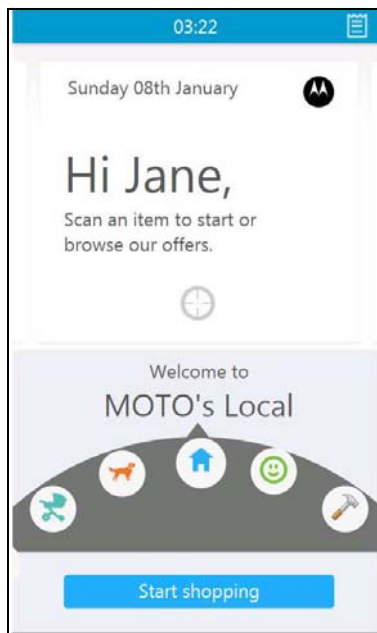 03:22
Sunday 08th January
Hi Jane,
Scan an item to start or
browse our offers.
Welcome to
MOTO's Local
Start shopping